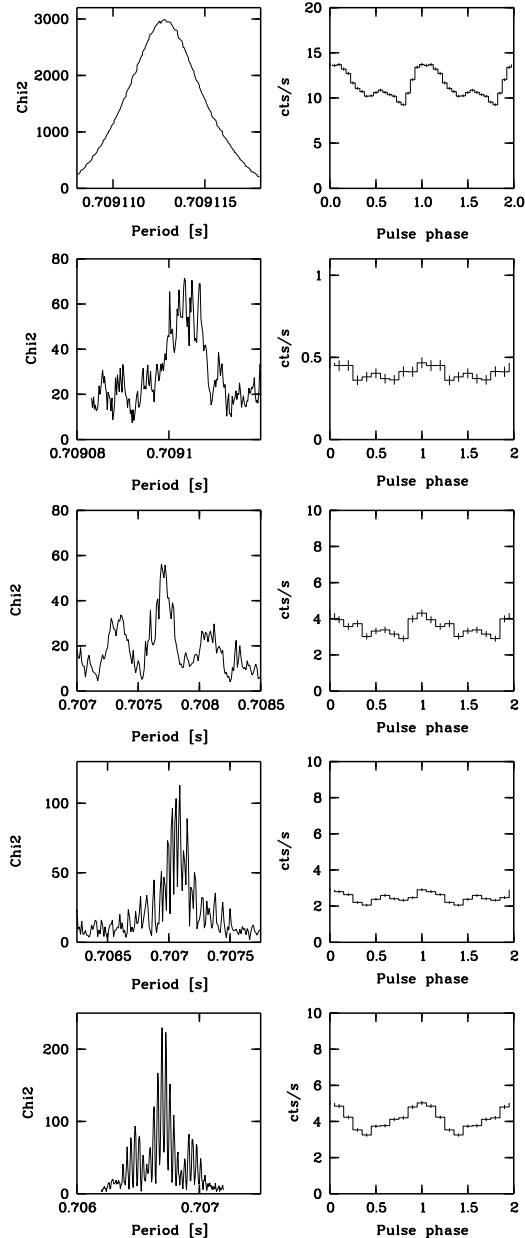 3000
2000
1000
0
Chi2
0.709110 0.709115
Period [s]
20
15
10
5
0
cts/s
0.0 0.5 1.0 1.5 2.0
Pulse phase
80
60
40
20
0
Chi2
0.70908 0.7091
Period [s]
1
0.5
0
cts/s
0 0.5 1 1.5 2
Pulse phase
80
60
40
20
0
Chi2
0.707 0.7075 0.708 0.7085
Period [s]
10
8
6
4
2
0
cts/s
0 0.5 1 1.5 2
Pulse phase
100
50
0
Chi2
0.7065 0.707 0.7075
Period [s]
10
8
6
4
2
0
cts/s
0 0.5 1 1.5 2
Pulse phase
200
100
0
Chi2
0.706 0.707
Period [s]
10
8
6
4
2
0
cts/s
0 0.5 1 1.5 2
Pulse phase